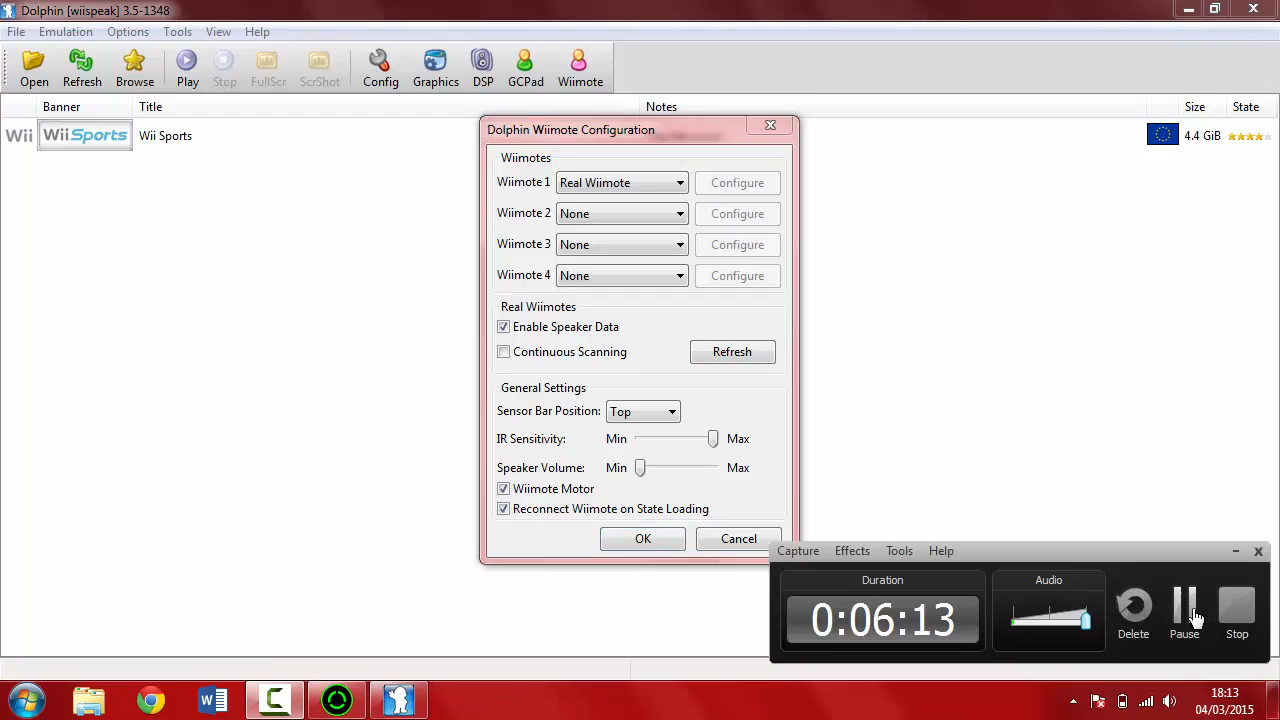 Dolphin [wiispeak] 3.5-1348
File Emulation Options Tools View Help
Open Refresh Browse Play Stop FullScr ScrShot Config Graphics DSP GCPad Wiimote
Banner Title Notes Size State
Wii Wii Sports Wii Sports 4.4 GiB
Dolphin Wiimote Configuration
Wiimotes
Wiimote 1 Real Wiimote Configure
Wiimote 2 None Configure
Wiimote 3 None Configure
Wiimote 4 None Configure
Real Wiimotes
Enable Speaker Data
Continuous Scanning Refresh
General Settings
Sensor Bar Position: Top
IR Sensitivity: Min Max
Speaker Volume: Min Max
Wiimote Motor
Reconnect Wiimote on State Loading
OK Cancel
Capture Effects Tools Help
Duration Audio
0:06:13
Delete Pause Stop
18:13
04/03/2015